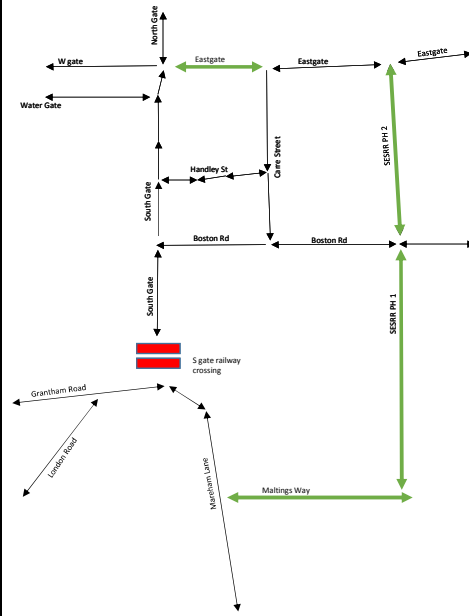 North Gate
W gate
Eastgate
Eastgate
Eastgate
Water Gate
Carre Street
SESRR PH 2
Handley St
South Gate
Boston Rd
Boston Rd
South Gate
SESRR PH 1
S gate railway
crossing
Grantham Road
London Road
Mareham Lane
Maltings Way